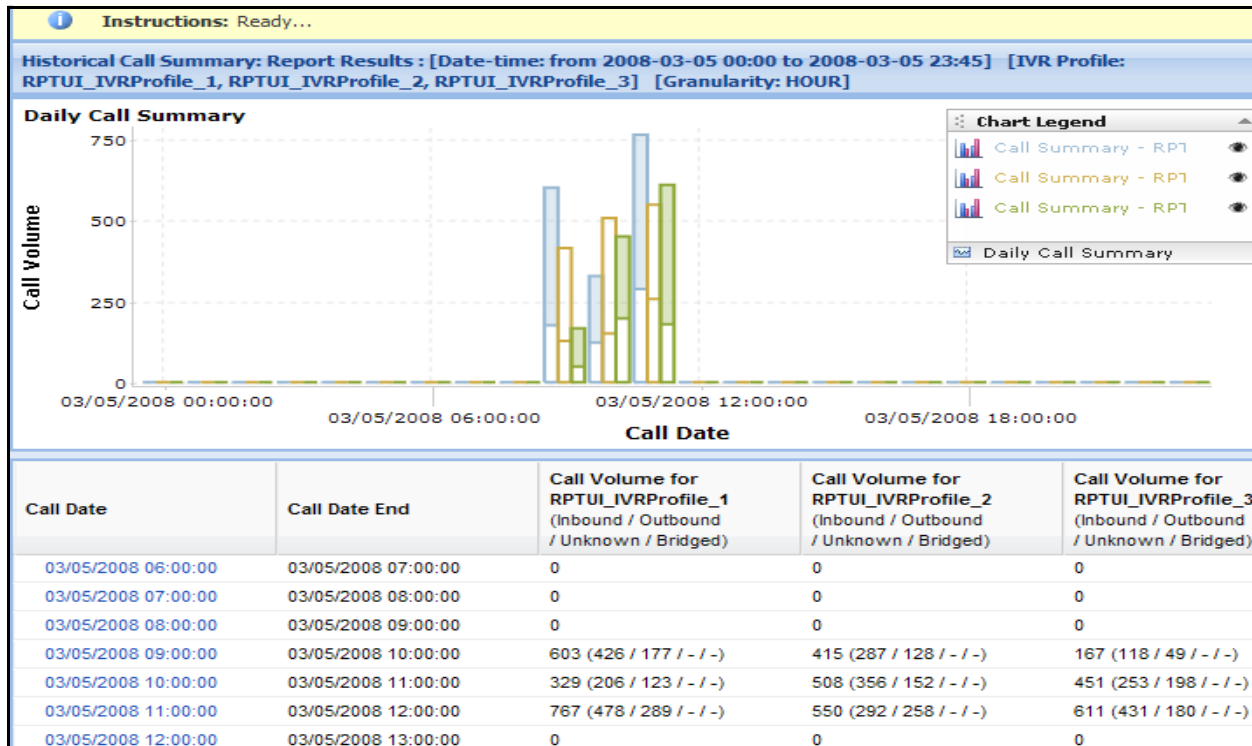 Instructions: Ready...
Historical Call Summary: Report Results : [Date-time: from 2008-03-05 00:00 to 2008-03-05 23:45] [IVR Profile:
RPTUI_IVRProfile_1, RPTUI_IVRProfile_2, RPTUI_IVRProfile_3] [Granularity: HOUR]
Daily Call Summary
Chart Legend
Call Summary - RPT
Call Summary - RPT
Call Summary - RPT
Daily Call Summary
Call Volume
750
500
250
0
03/05/2008 00:00:00
03/05/2008 06:00:00
03/05/2008 12:00:00
03/05/2008 18:00:00
Call Date
Call Date
Call Date End
Call Volume for
RPTUI_IVRProfile_1
(Inbound / Outbound
/ Unknown / Bridged)
Call Volume for
RPTUI_IVRProfile_2
(Inbound / Outbound
/ Unknown / Bridged)
Call Volume for
RPTUI_IVRProfile_3
(Inbound / Outbound
/ Unknown / Bridged)
03/05/2008 06:00:00 03/05/2008 07:00:00 0 0 0
03/05/2008 07:00:00 03/05/2008 08:00:00 0 0 0
03/05/2008 08:00:00 03/05/2008 09:00:00 0 0 0
03/05/2008 09:00:00 03/05/2008 10:00:00 603 (426 / 177 / - / -) 415 (287 / 128 / - / -) 167 (118 / 49 / - / -)
03/05/2008 10:00:00 03/05/2008 11:00:00 329 (206 / 123 / - / -) 508 (356 / 152 / - / -) 451 (253 / 198 / - / -)
03/05/2008 11:00:00 03/05/2008 12:00:00 767 (478 / 289 / - / -) 550 (292 / 258 / - / -) 611 (431 / 180 / - / -)
03/05/2008 12:00:00 03/05/2008 13:00:00 0 0 0